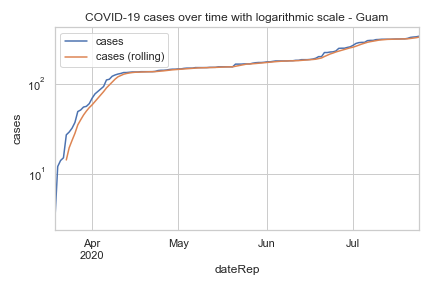 COVID-19 cases over time with logarithmic scale - Guam
cases
cases (rolling)
10²
10¹
cases
Apr
2020
May
Jun
Jul
dateRep